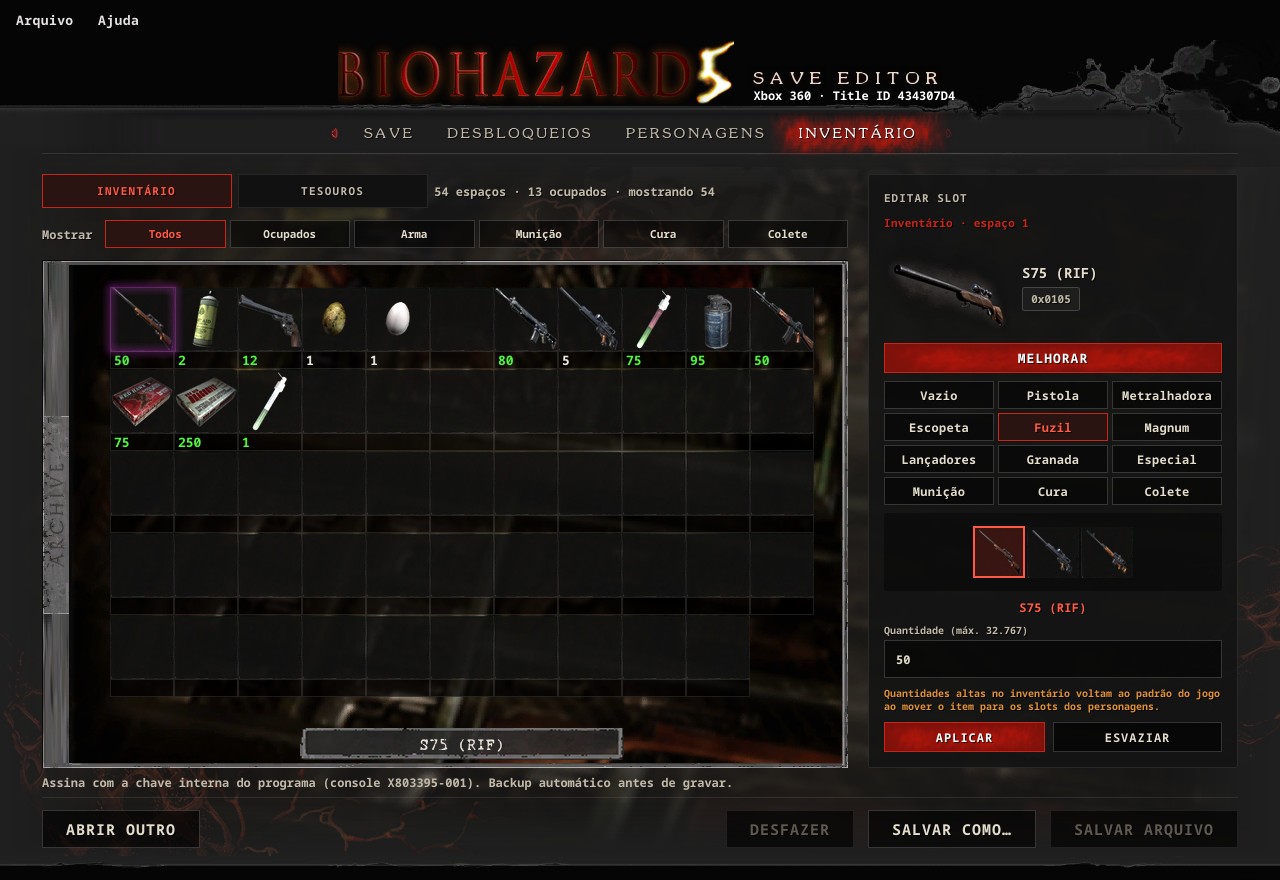 Arquivo Ajuda
BIOHAZARD 5
SAVE EDITOR
Xbox 360 · Title ID 434307D4
SAVE DESBLOQUEIOS PERSONAGENS INVENTÁRIO
INVENTÁRIO TESOUROS 54 espaços · 13 ocupados · mostrando 54
Mostrar Todos Ocupados Arma Munição Cura Colete
50 2 12 1 1 80 5 75 95 50
75 250 1
ARCHIVE
S75 (RIF)
EDITAR SLOT
Inventário · espaço 1
S75 (RIF)
0x0105
MELHORAR
Vazio Pistola Metralhadora
Escopeta Fuzil Magnum
Lançadores Granada Especial
Munição Cura Colete
S75 (RIF)
Quantidade (máx. 32.767)
50
Quantidades altas no inventário voltam ao padrão do jogo
ao mover o item para os slots dos personagens.
APLICAR ESVAZIAR
Assina com a chave interna do programa (console X803395-001). Backup automático antes de gravar.
ABRIR OUTRO DESFAZER SALVAR COMO… SALVAR ARQUIVO